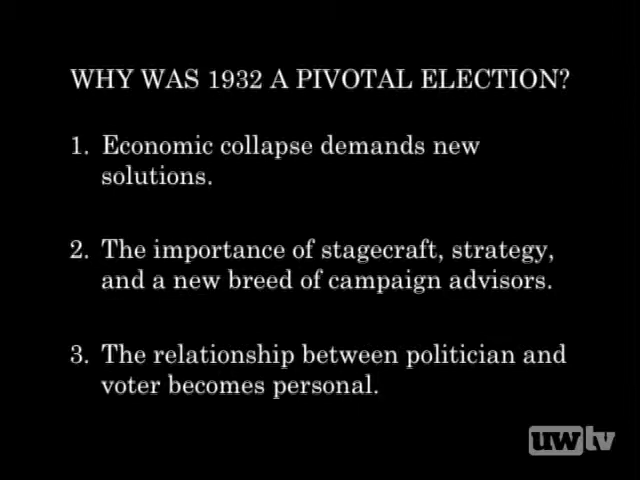 WHY WAS 1932 A PIVOTAL ELECTION?
1. Economic collapse demands new
solutions.
2. The importance of stagecraft, strategy,
and a new breed of campaign advisors.
3. The relationship between politician and
voter becomes personal.
uwtv